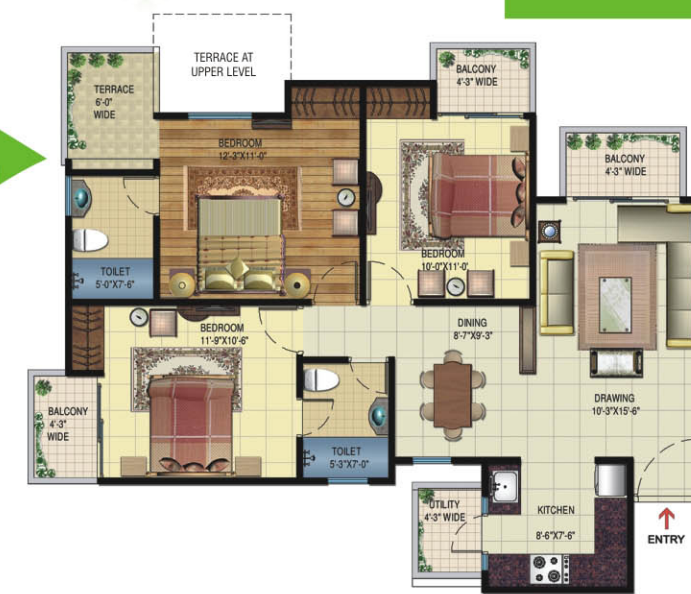 TERRACE AT
UPPER LEVEL
TERRACE
6'-0"
WIDE
BALCONY
4'-3" WIDE
BEDROOM
12'-3"X11'-0"
BALCONY
4'-3" WIDE
BEDROOM
10'-0"X11'-0"
TOILET
5'-0"X7'-6"
BEDROOM
11'-9"X10'-6"
DINING
8'-7"X9'-3"
DRAWING
10'-3"X15'-6"
BALCONY
4'-3"
WIDE
TOILET
5'-3"X7'-0"
UTILITY
4'-3" WIDE
KITCHEN
8'-6"X7'-6"
ENTRY